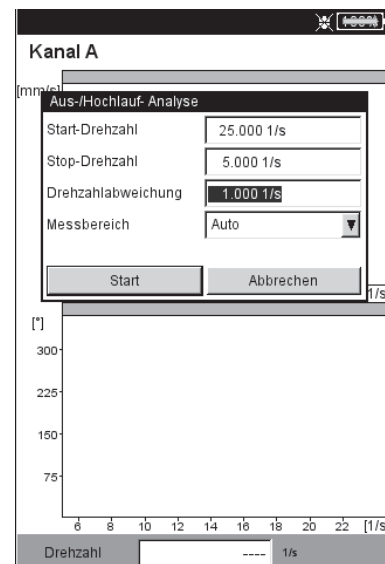 100%
Kanal A
[mm/s]
Aus-/Hochlauf- Analyse
Start-Drehzahl 25.000 1/s
Stop-Drehzahl 5.000 1/s
Drehzahlabweichung 1.000 1/s
Messbereich Auto
Start Abbrechen
1/s
[°]
300
225
150
75
6 8 10 12 14 16 18 20 22 [1/s
Drehzahl ---- 1/s